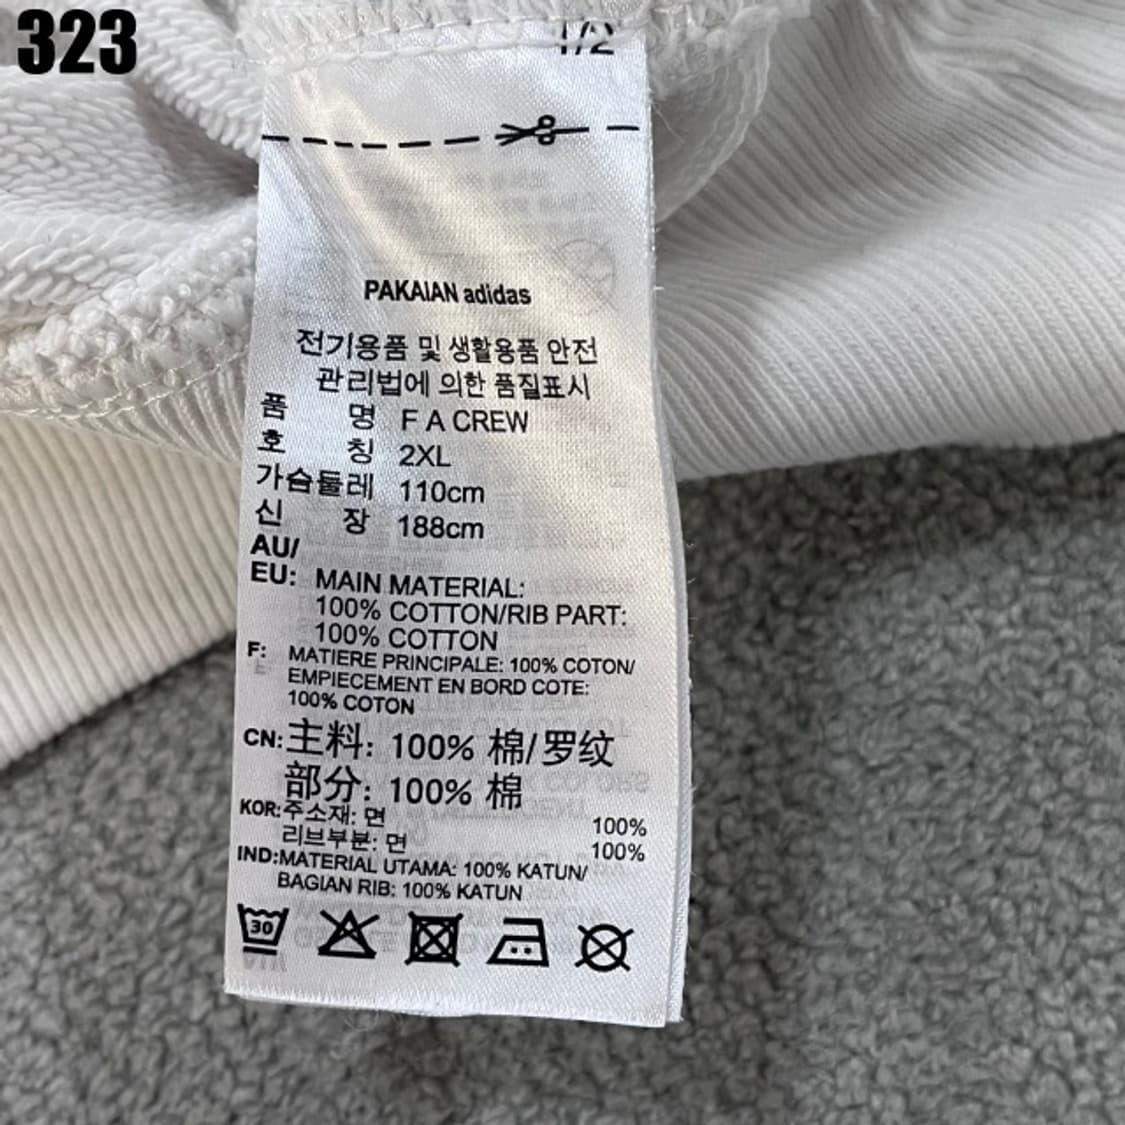 323
1/2
PAKAIAN adidas
전기용품 및 생활용품 안전
관리법에 의한 품질표시
품 명 F A CREW
호 칭 2XL
가슴둘레 110cm
신 장 188cm
AU/
EU: MAIN MATERIAL:
100% COTTON/RIB PART:
100% COTTON
F: MATIERE PRINCIPALE: 100% COTON/
EMPIECEMENT EN BORD COTE:
100% COTON
CN: 主料: 100% 棉/罗纹
部分: 100% 棉
KOR: 주소재: 면 100%
리브부분: 면 100%
IND: MATERIAL UTAMA: 100% KATUN/
BAGIAN RIB: 100% KATUN
30